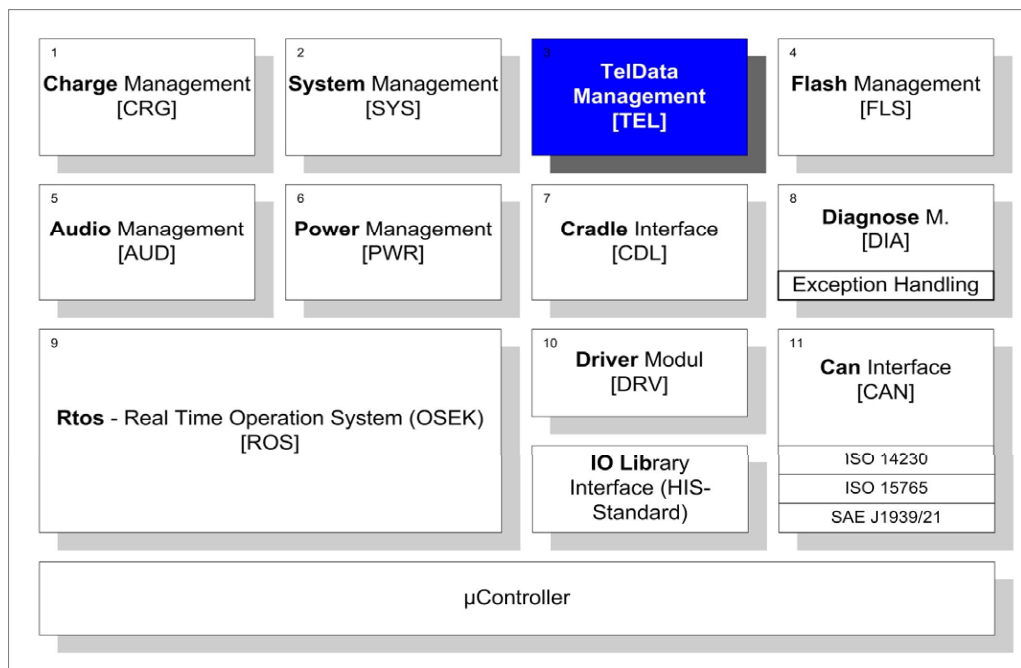 1
Charge Management
[CRG]
2
System Management
[SYS]
3
TelData
Management
[TEL]
4
Flash Management
[FLS]
5
Audio Management
[AUD]
6
Power Management
[PWR]
7
Cradle Interface
[CDL]
8
Diagnose M.
[DIA]
Exception Handling
9
Rtos - Real Time Operation System (OSEK)
[ROS]
10
Driver Modul
[DRV]
IO Library
Interface (HIS-
Standard)
11
Can Interface
[CAN]
ISO 14230
ISO 15765
SAE J1939/21
µController